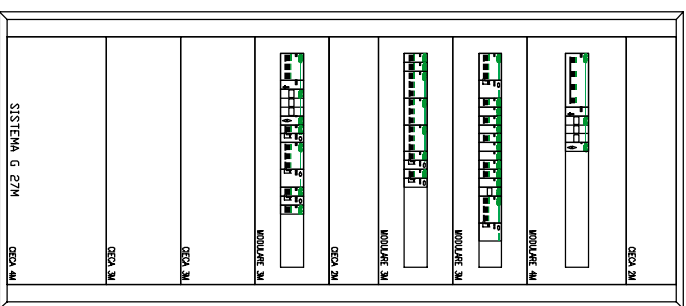 CIECA 2M
MODULARE 4M
MODULARE 3M
MODULARE 3M
CIECA 2M
MODULARE 3M
CIECA 3M
CIECA 3M
SISTEMA G 27M
CIECA 4M